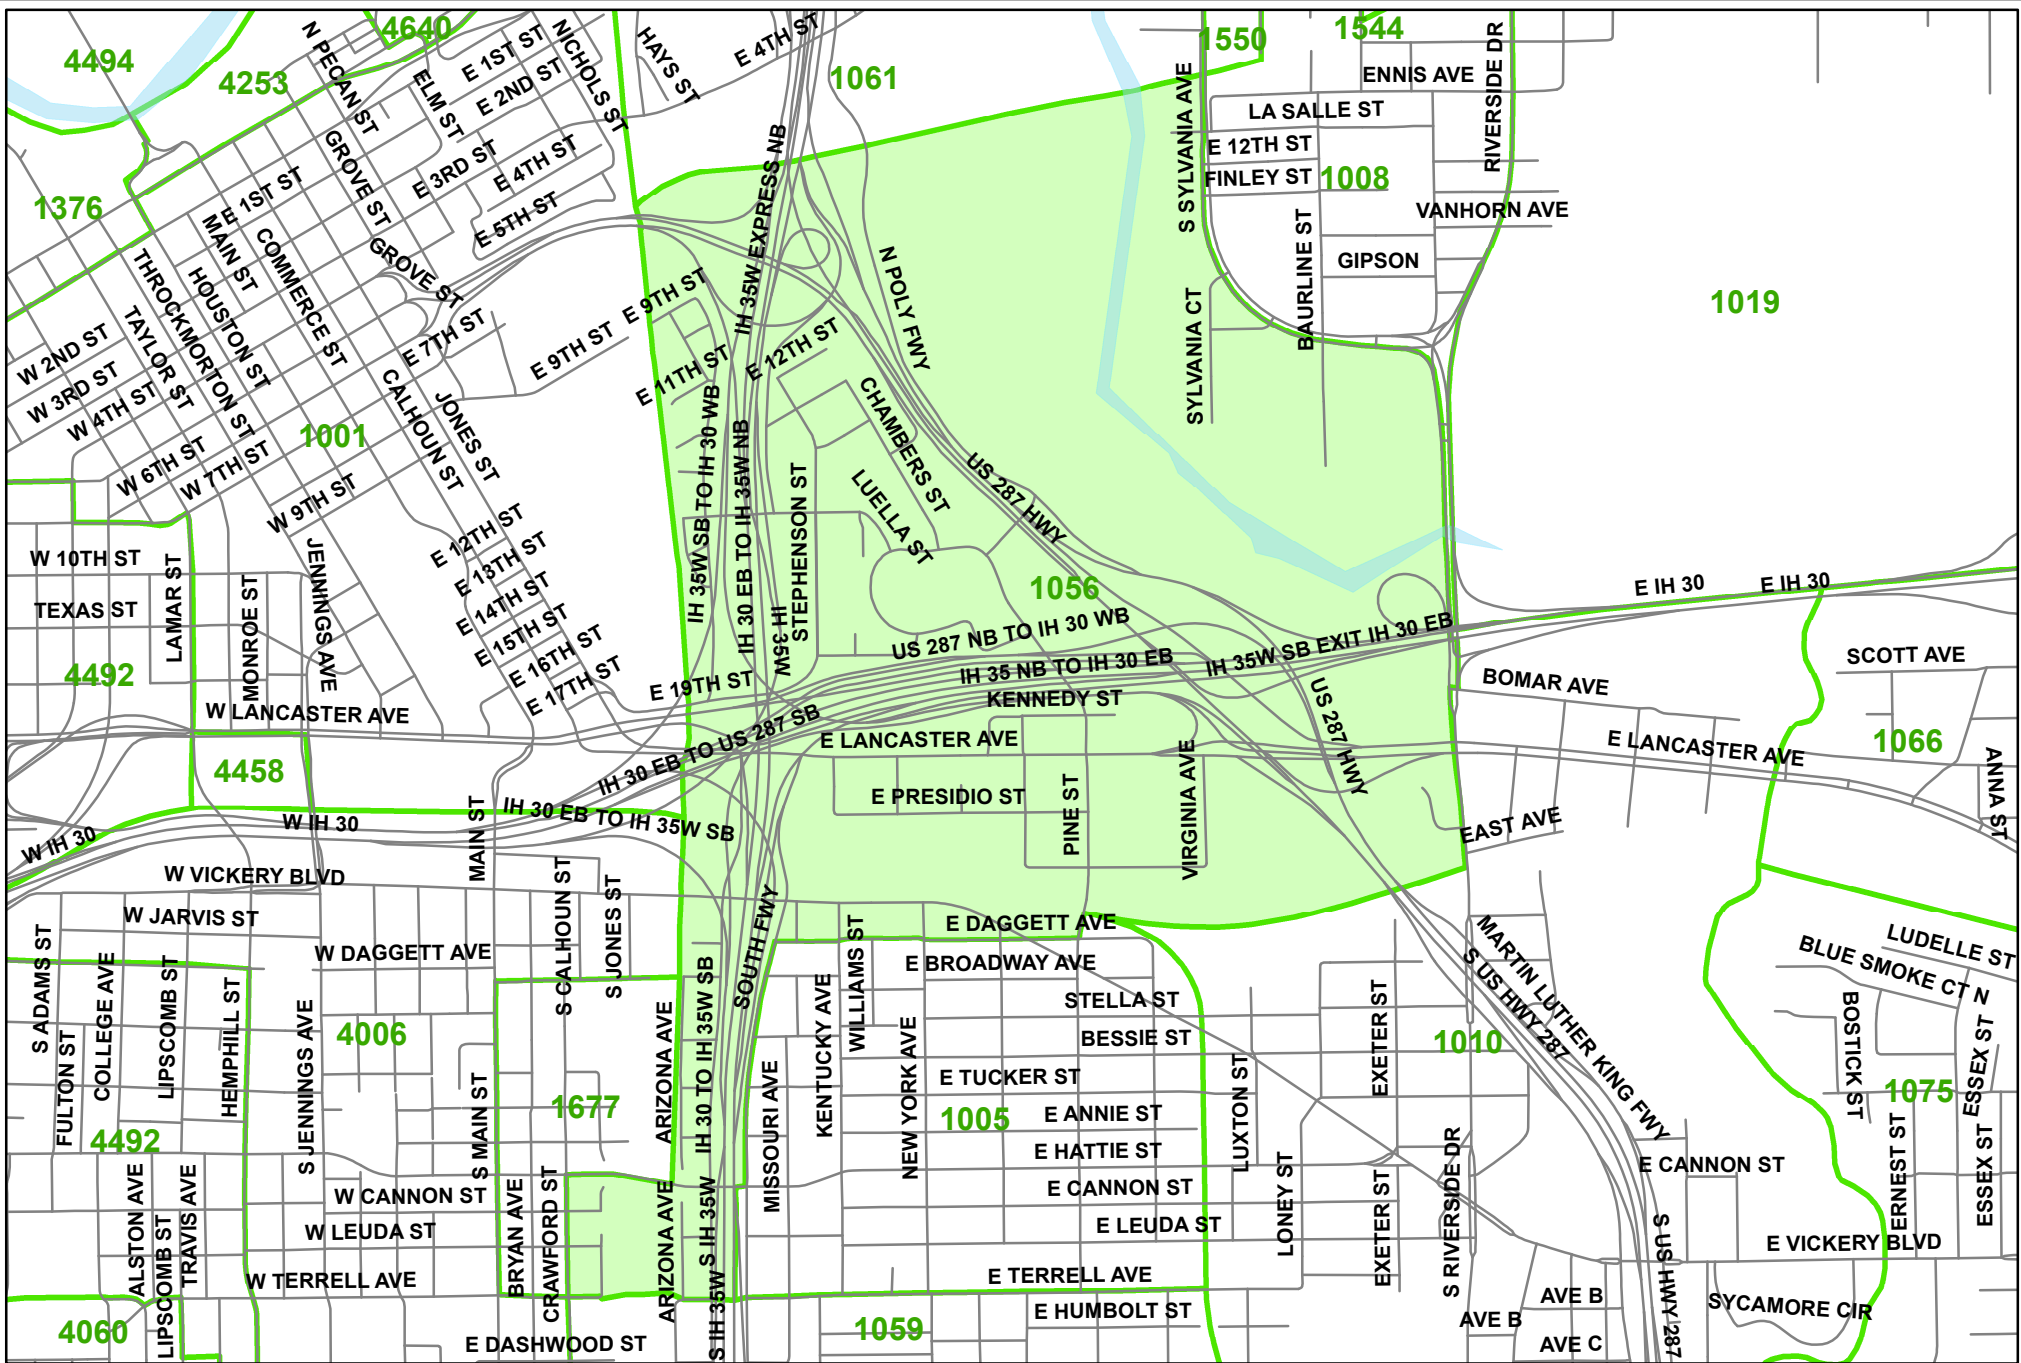 4494
4253
4640
N PECAN ST
E 1ST ST
NICHOLS ST
ELM ST
E 2ND ST
HAYS ST
E 4TH ST
1061
1550
1544
RIVERSIDE DR
ENNIS AVE
LA SALLE ST
S SYLVANIA AVE
E 12TH ST
FINLEY ST
1008
VANHORN AVE
GIPSON
BAURLINE ST
SYLVANIA CT
1019
1376
GROVE ST
E 3RD ST
E 4TH ST
E 5TH ST
E 1ST ST
MAIN ST
COMMERCE ST
GROVE ST
HOUSTON ST
THROCKMORTON ST
TAYLOR ST
W 2ND ST
W 3RD ST
W 4TH ST
W 6TH ST
W 7TH ST
W 9TH ST
1001
CALHOUN ST
JONES ST
E 7TH ST
E 9TH ST
E 9TH ST
E 11TH ST
E 12TH ST
IH 35W EXPRESS NB
N POLY FWY
IH 35W SB TO IH 30 WB
IH 30 EB TO IH 35W NB
IH 35W
STEPHENSON ST
CHAMBERS ST
LUELLA ST
US 287 HWY
1056
E 12TH ST
E 13TH ST
E 14TH ST
E 15TH ST
E 16TH ST
E 17TH ST
E 19TH ST
W 10TH ST
TEXAS ST
LAMAR ST
MONROE ST
JENNINGS AVE
4492
W LANCASTER AVE
4458
US 287 NB TO IH 30 WB
IH 35 NB TO IH 30 EB
IH 35W SB EXIT IH 30 EB
KENNEDY ST
E IH 30
E IH 30
SCOTT AVE
BOMAR AVE
US 287 HWY
E LANCASTER AVE
E LANCASTER AVE
1066
ANNA ST
IH 30 EB TO US 287 SB
IH 30 EB TO IH 35W SB
E PRESIDIO ST
PINE ST
VIRGINIA AVE
EAST AVE
W IH 30
W IH 30
MAIN ST
W VICKERY BLVD
W JARVIS ST
W DAGGETT AVE
S CALHOUN ST
S JONES ST
SOUTH FWY
WILLIAMS ST
E DAGGETT AVE
E BROADWAY AVE
STELLA ST
BESSIE ST
E TUCKER ST
E ANNIE ST
E HATTIE ST
E CANNON ST
E LEUDA ST
E TERRELL AVE
E HUMBOLT ST
1005
1059
MISSOURI AVE
KENTUCKY AVE
NEW YORK AVE
LUXTON ST
LONEY ST
EXETER ST
EXETER ST
1010
S RIVERSIDE DR
MARTIN LUTHER KING FWY
S US HWY 287
S US HWY 287
E CANNON ST
E VICKERY BLVD
SYCAMORE CIR
AVE B
AVE B
AVE C
LUDELLE ST
BLUE SMOKE CT N
BOSTICK ST
ESSEX ST
ESSEX ST
ERNEST ST
1075
S ADAMS ST
FULTON ST
COLLEGE AVE
LIPSCOMB ST
HEMPHILL ST
S JENNINGS AVE
4006
S MAIN ST
1677
ARIZONA AVE
ARIZONA AVE
IH 30 TO IH 35W SB
S IH 35W
S IH 35W
4492
ALSTON AVE
LIPSCOMB ST
TRAVIS AVE
W CANNON ST
W LEUDA ST
W TERRELL AVE
BRYAN AVE
CRAWFORD ST
4060
E DASHWOOD ST